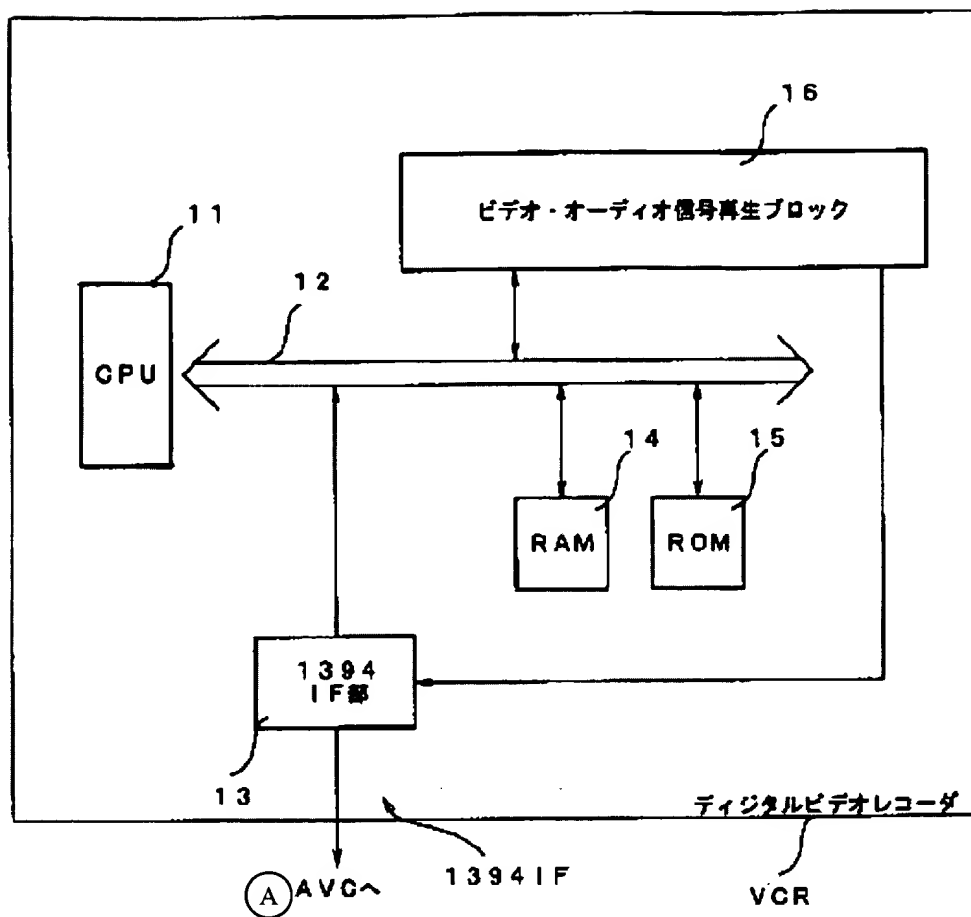 16
ビデオ・オーディオ信号再生ブロック
11
12
CPU
14
15
RAM
ROM
1394
IF部
13
ディジタルビデオレコーダ
A AVCへ
1394IF
VCR